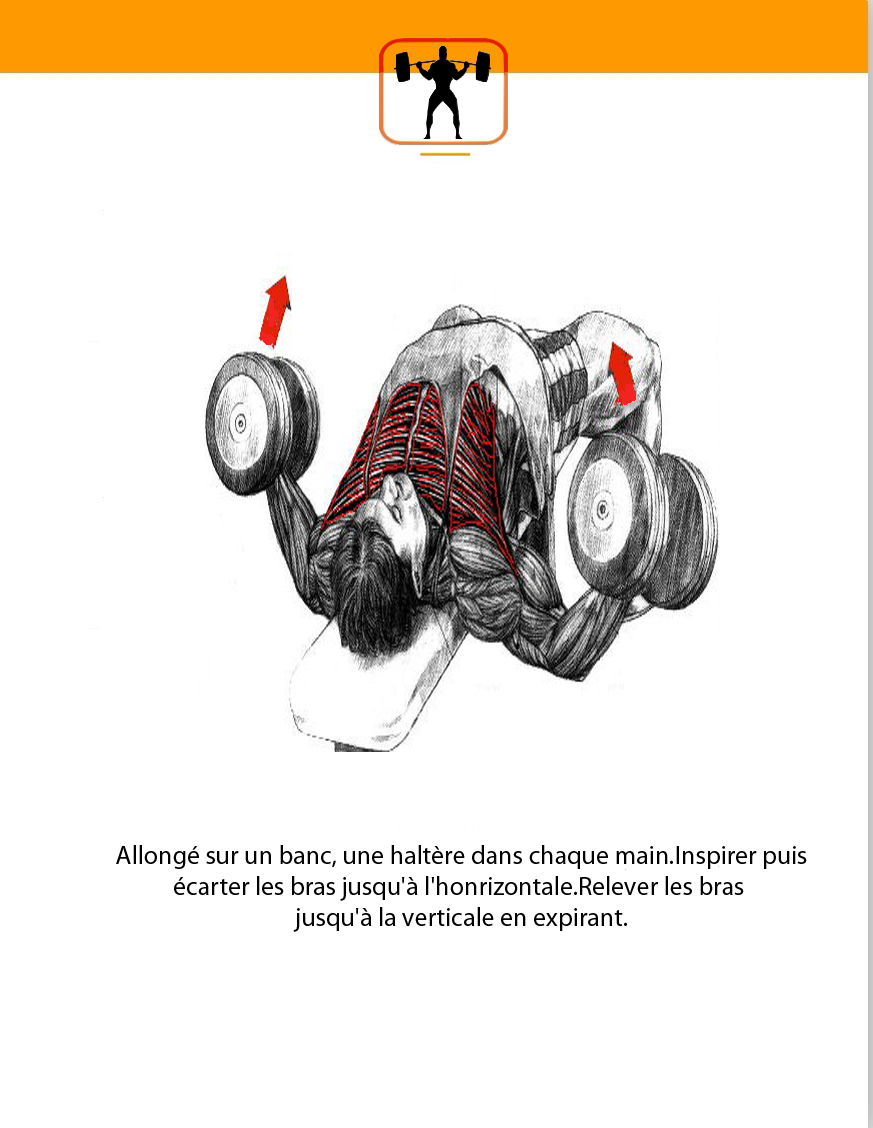 Allongé sur un banc, une haltère dans chaque main.Inspirer puis
écarter les bras jusqu'à l'honrizontale.Relever les bras
jusqu'à la verticale en expirant.